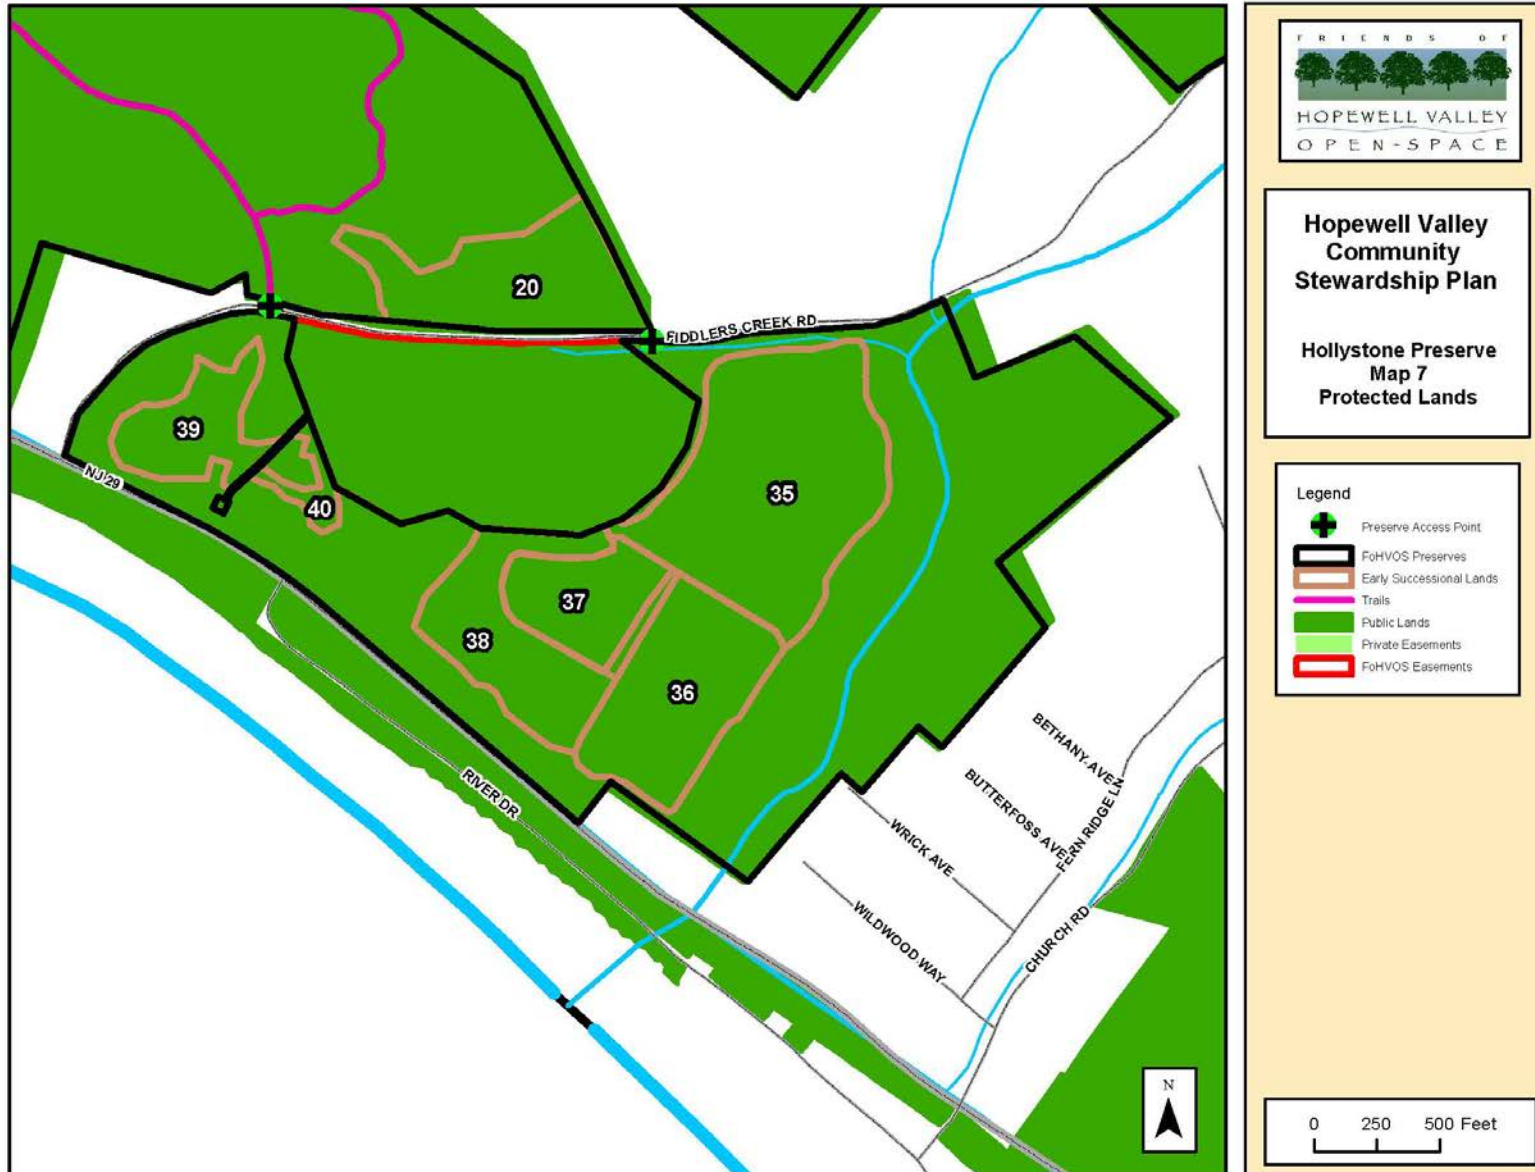 20
FIDDLERS CREEK RD
39
NJ 29
40
35
37
38
36
RIVER DR
BETHANY AVE
BUTTERFOSS AVE
FERN RIDGE LN
WRICK AVE
WILDWOOD WAY
CHURCH RD
N
FRIENDS OF
HOPEWELL VALLEY
OPEN-SPACE
Hopewell Valley
Community
Stewardship Plan
Hollystone Preserve
Map 7
Protected Lands
Legend
Preserve Access Point
FoHVOS Preserves
Early Successional Lands
Trails
Public Lands
Private Easements
FoHVOS Easements
0 250 500 Feet